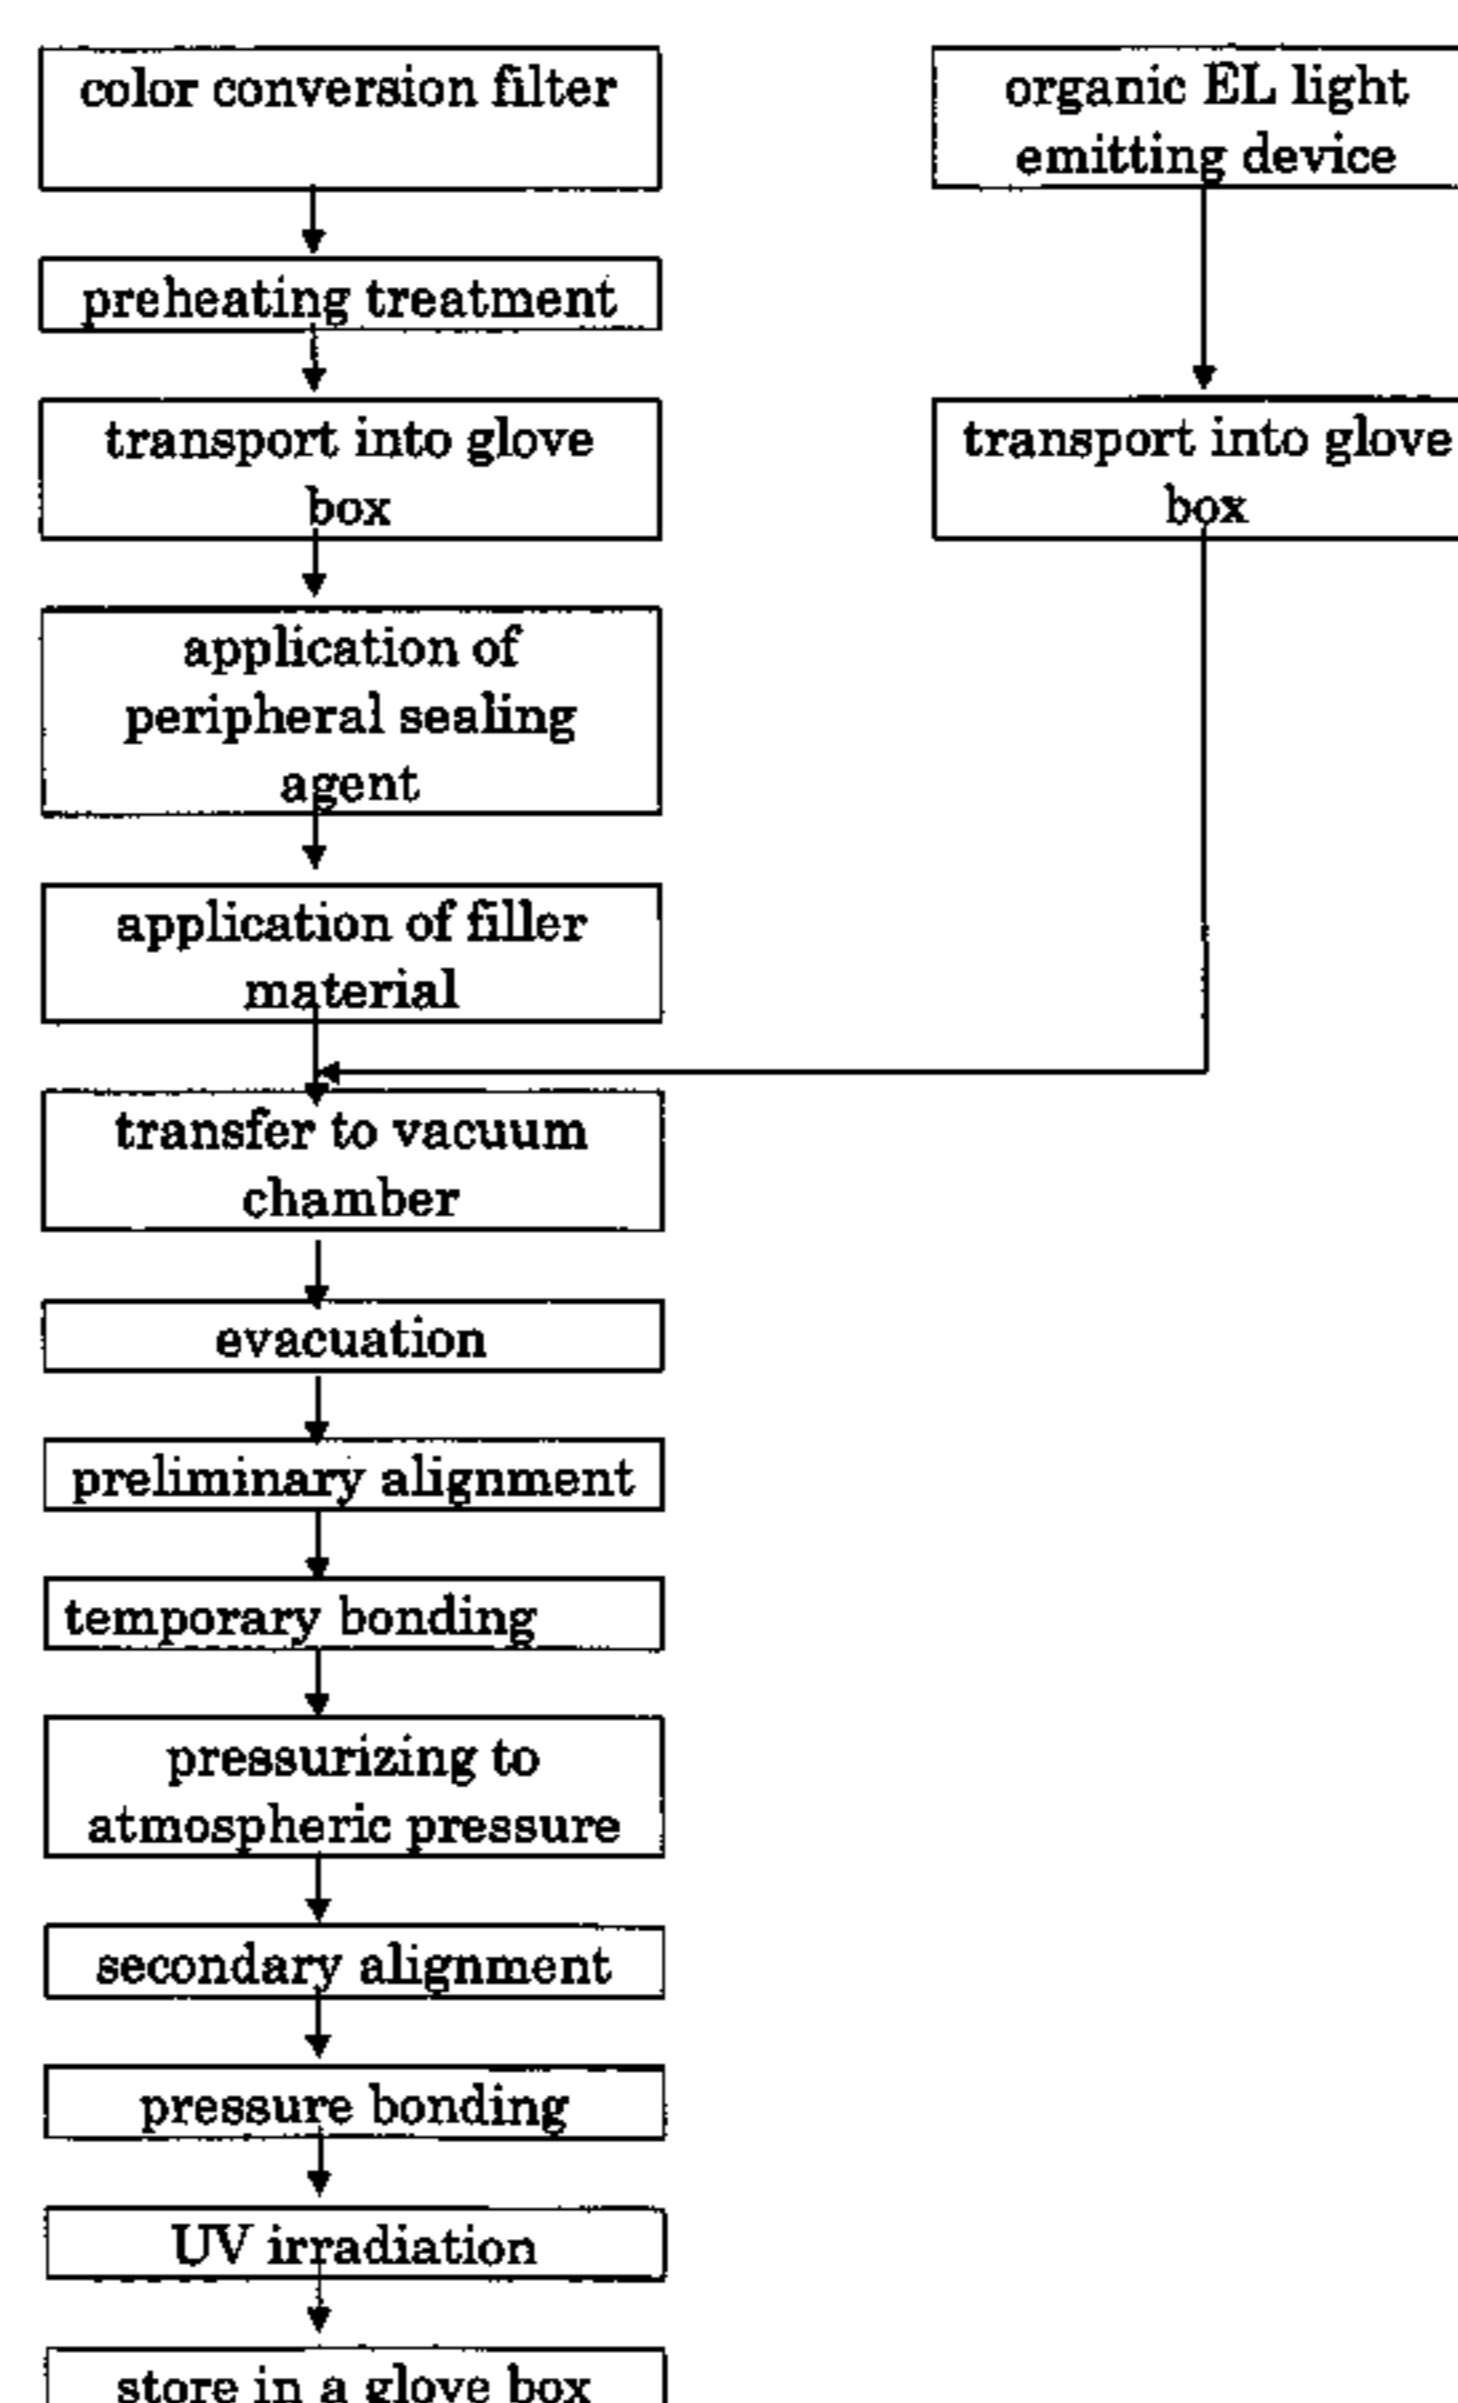 color conversion filter
organic EL light
emitting device
preheating treatment
transport into glove
box
transport into glove
box
application of
peripheral sealing
agent
application of filler
material
transfer to vacuum
chamber
evacuation
preliminary alignment
temporary bonding
pressurizing to
atmospheric pressure
secondary alignment
pressure bonding
UV irradiation
store in a glove box